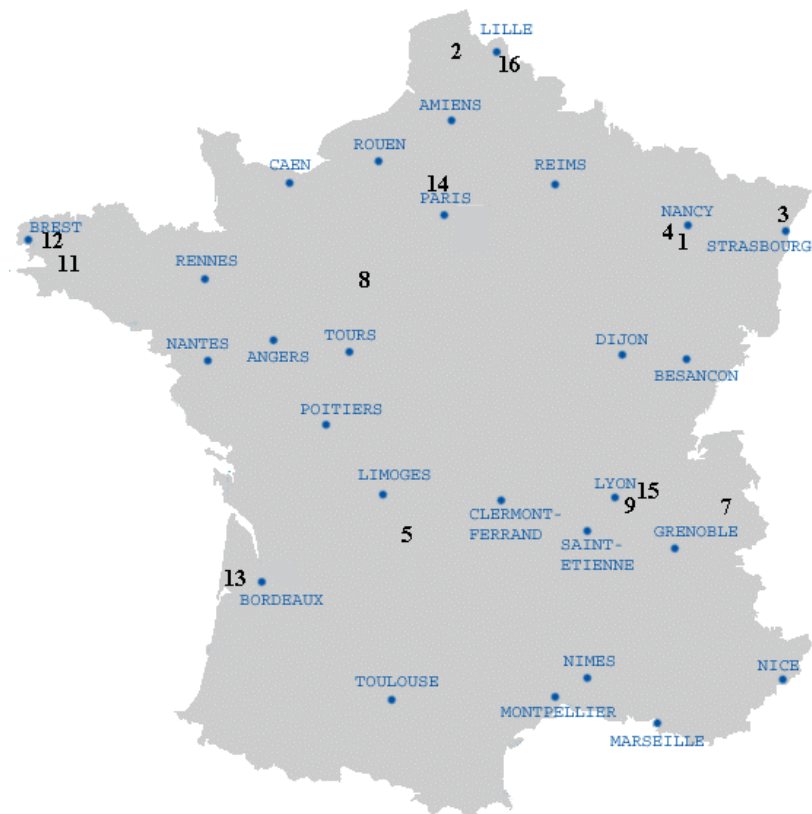 LILLE
2
16
AMIENS
ROUEN
CAEN
REIMS
14
PARIS
3
NANCY
BREST
4
12
1
STRASBOURG
11
RENNES
8
TOURS
NANTES
ANGERS
DIJON
BESANCON
POITIERS
LIMOGES
LYON
15
9
7
CLERMONT-
FERRAND
5
GRENOBLE
SAINT-
ETIENNE
13
BORDEAUX
NIMES
NICE
TOULOUSE
MONTPELLIER
MARSEILLE